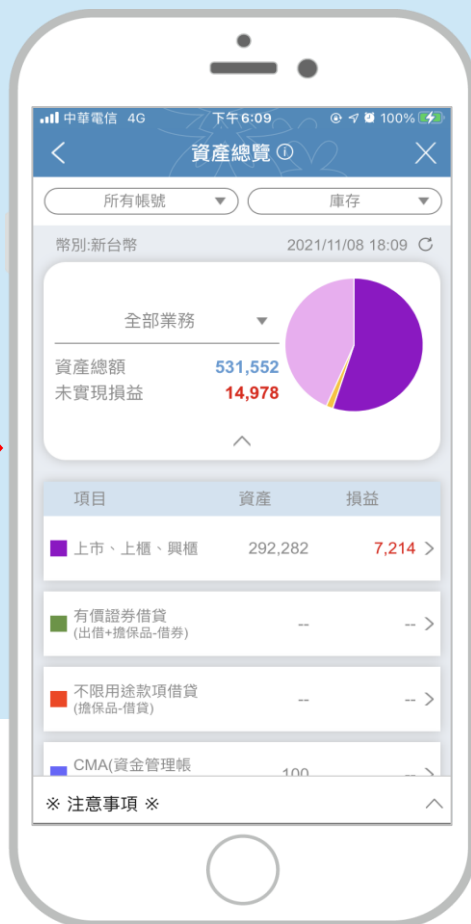 中華電信 4G 下午6:09 100%
資產總覽
所有帳號 庫存
幣別:新台幣 2021/11/08 18:09
全部業務
資產總額 531,552
未實現損益 14,978
項目 資產 損益
上市、上櫃、興櫃 292,282 7,214
有價證券借貸 -- --
(出借+擔保品-借券)
不限用途款項借貸 -- --
(擔保品-借貸)
CMA(資金管理帳 100 --
※ 注意事項 ※